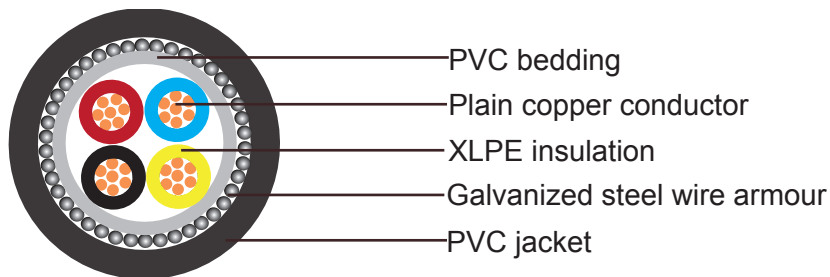 PVC bedding
Plain copper conductor
XLPE insulation
Galvanized steel wire armour
PVC jacket